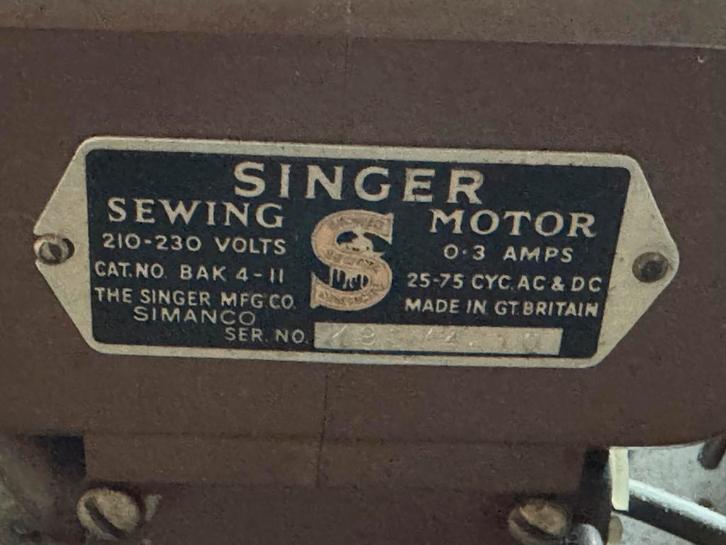 SINGER
SEWING MOTOR
210-230 VOLTS 0·3 AMPS
CAT.NO. BAK 4-11 25-75 CYC. AC & DC
THE SINGER MFG CO. MADE IN GT. BRITAIN
SIMANCO
SER. NO.